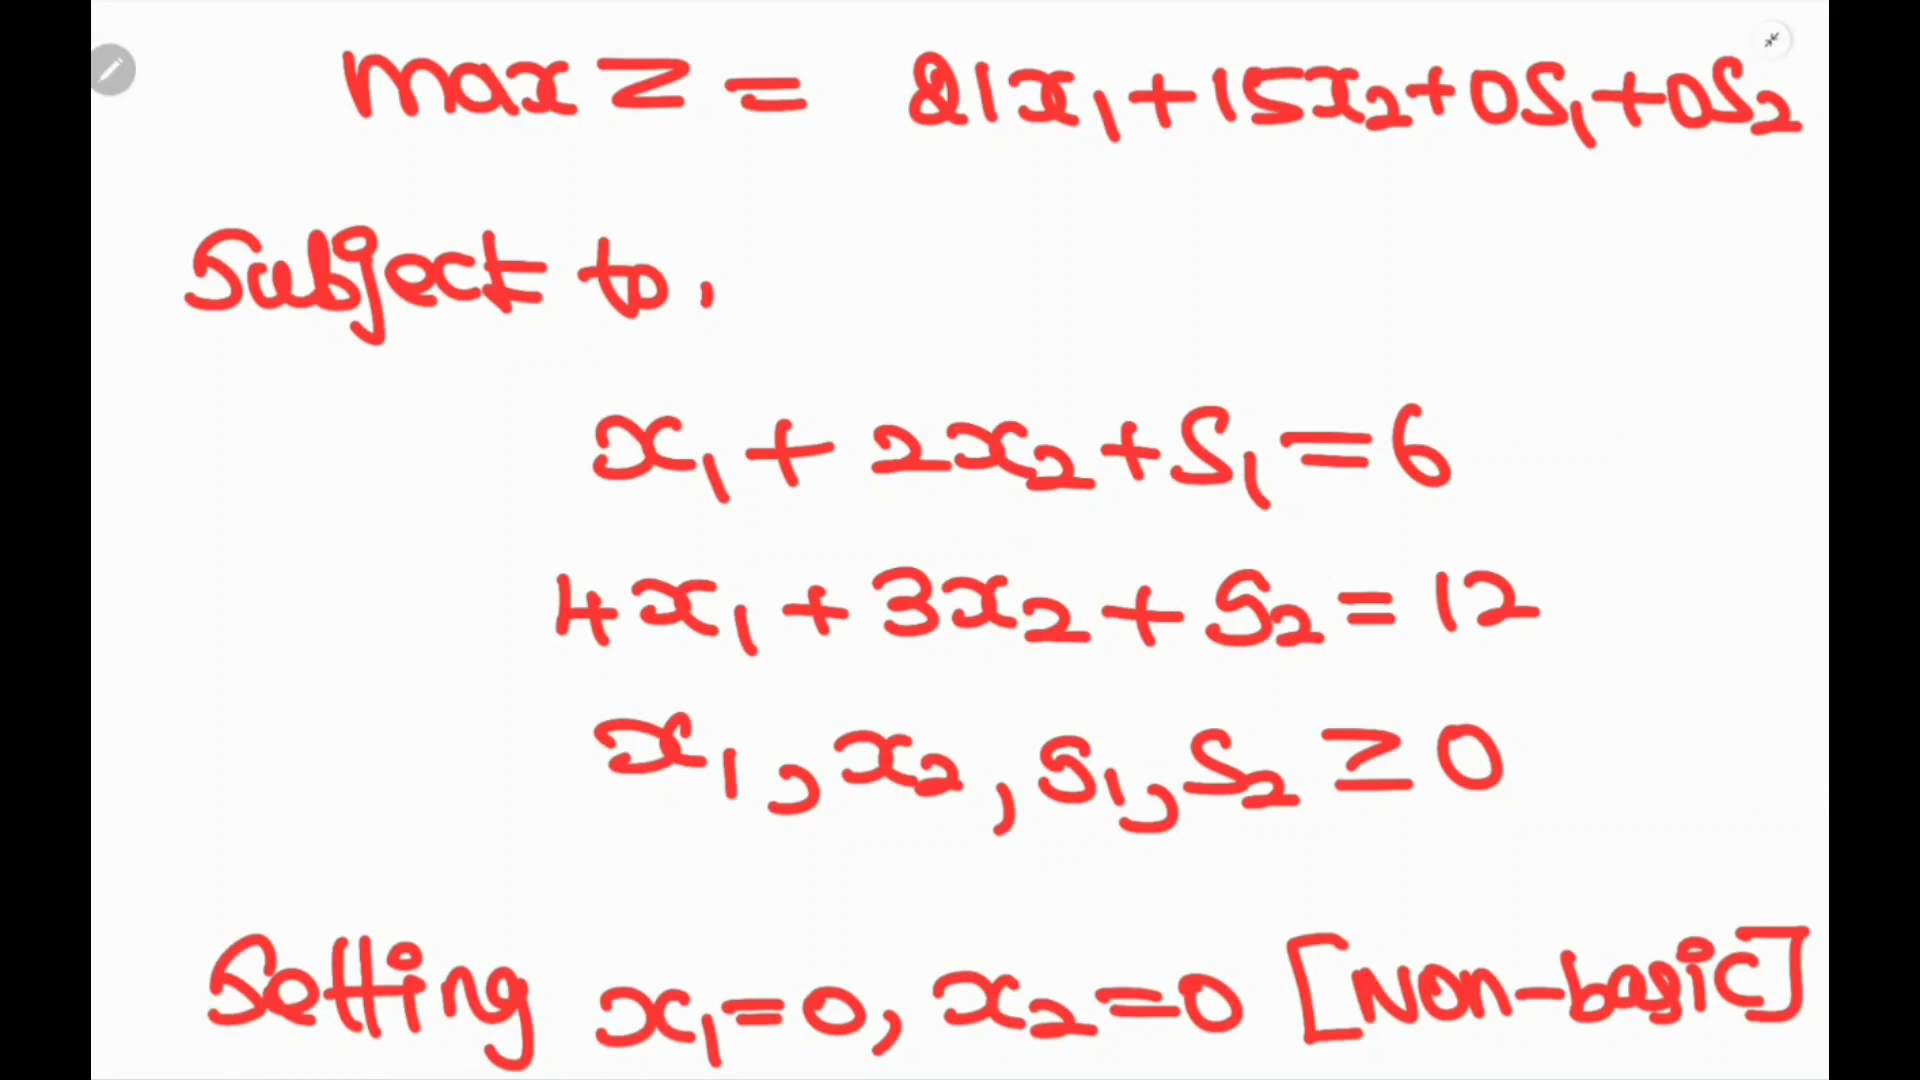 max Z = 21x₁+15x₂+0S₁+0S₂
Subject to,
x₁ + 2x₂ + S₁ = 6
4x₁ + 3x₂ + S₂ = 12
x₁, x₂, S₁, S₂ ≥ 0
Setting x₁=0, x₂=0 [Non-basic]